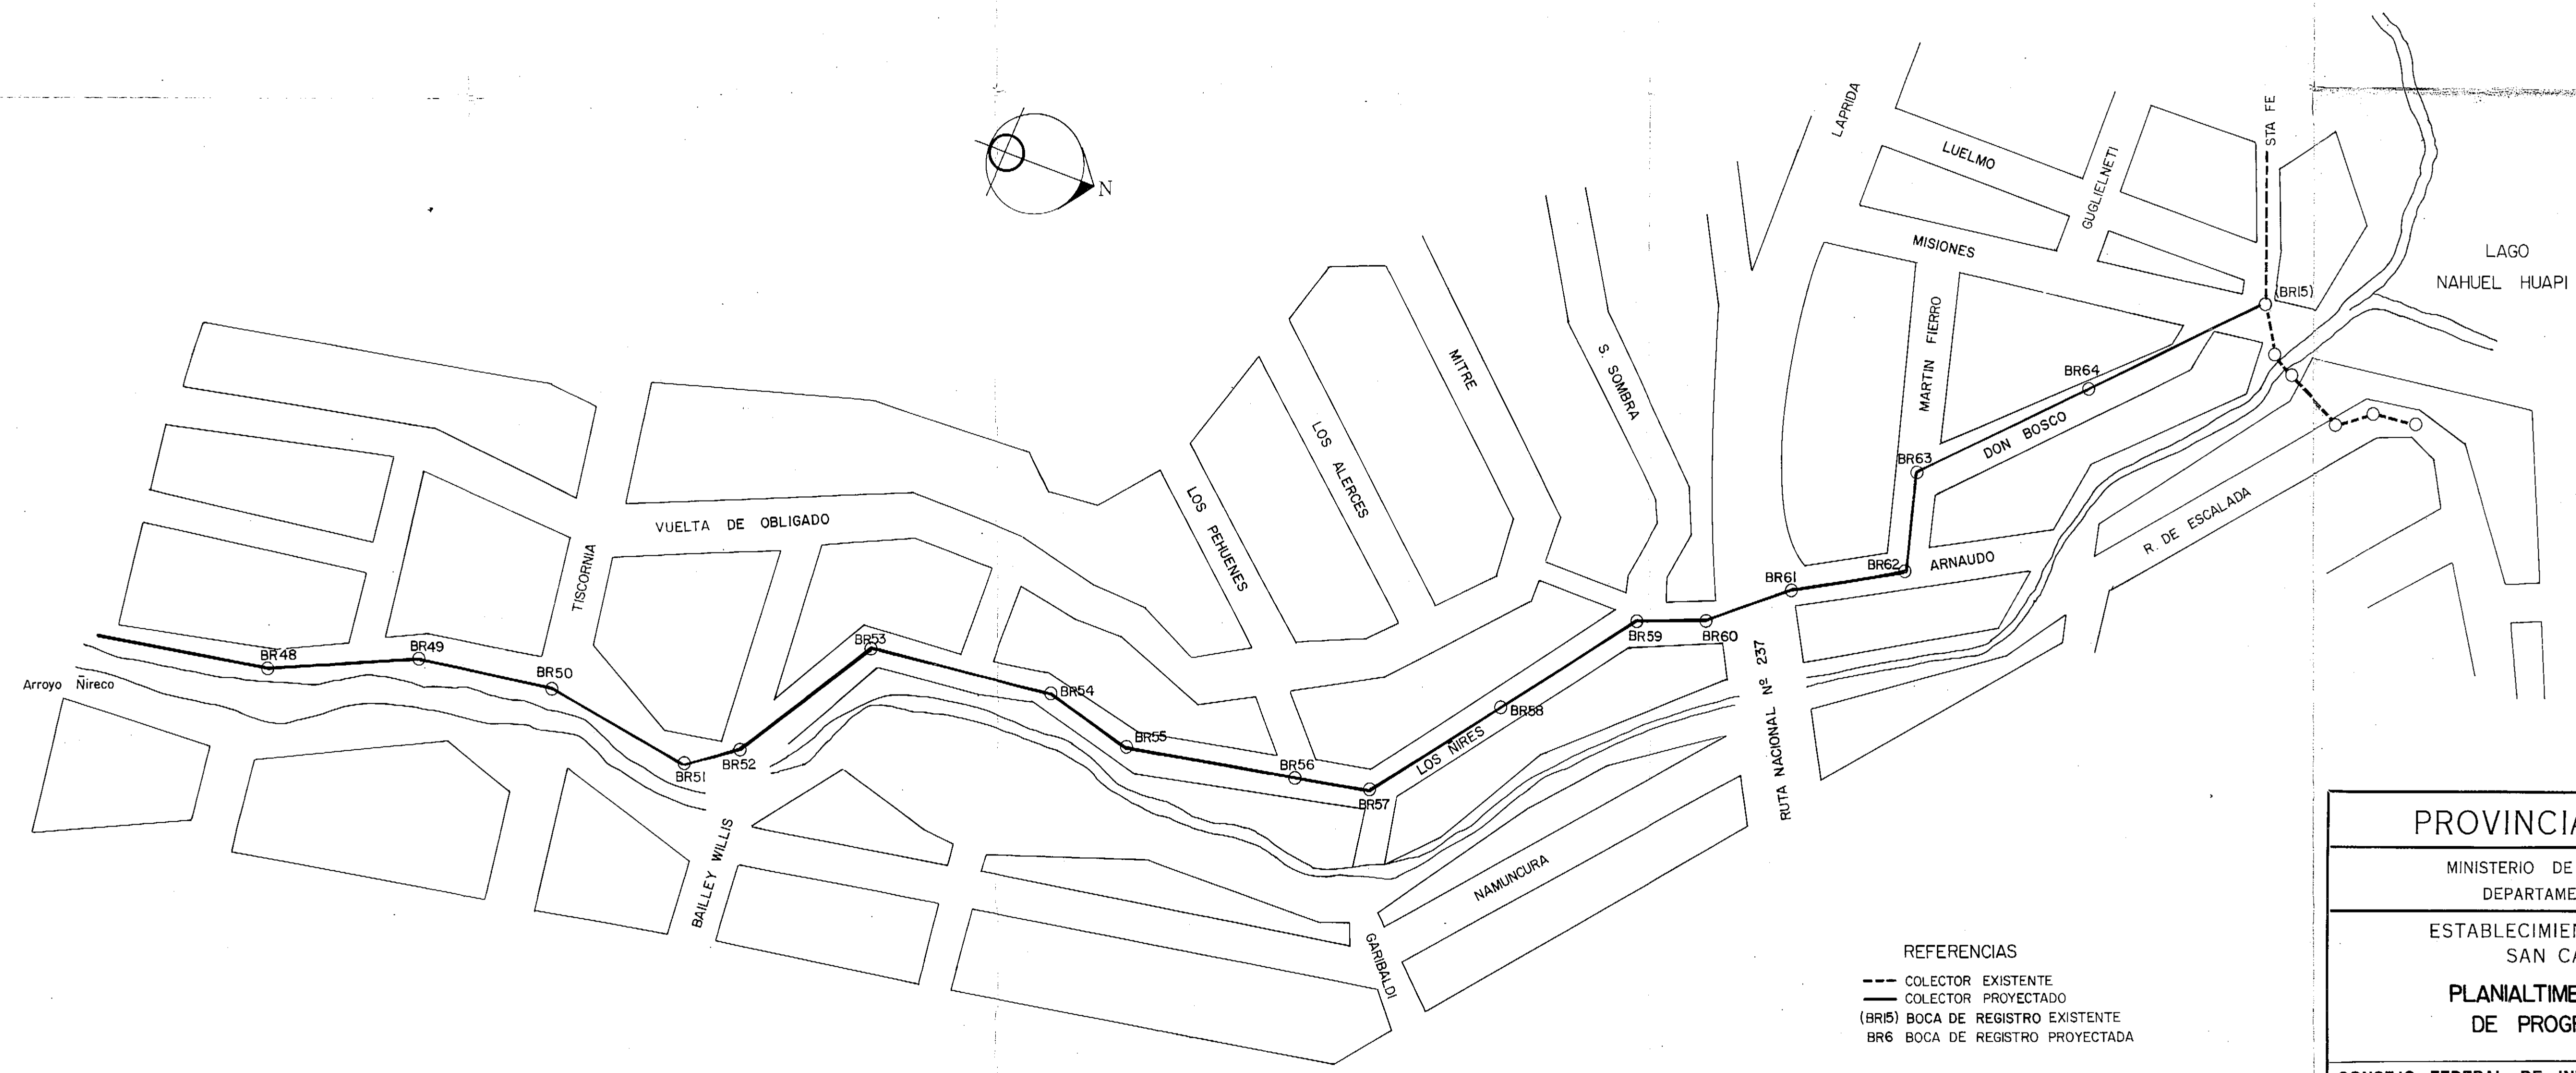 STA FE
LAPRIDA
LUELMO
GUGLIELNETI
N
MISIONES
LAGO
NAHUEL HUAPI
(BR15)
MARTIN FIERRO
MITRE
S. SOMBRA
BR64
DON BOSCO
LOS ALERCES
BR63
LOS PEHUENES
VUELTA DE OBLIGADO
R. DE ESCALADA
TISCORNIA
ARNAUDO
BR62
BR61
BR59
BR60
BR53
BR48
BR49
BR50
Arroyo Ñireco
BR54
BR58
RUTA NACIONAL Nº 237
BR55
LOS ÑIRES
BR52
BR51
BR56
BR57
BAILLEY WILLIS
NAMUNCURA
GARIBALDI
REFERENCIAS
COLECTOR EXISTENTE
COLECTOR PROYECTADO
(BR15) BOCA DE REGISTRO EXISTENTE
BR6 BOCA DE REGISTRO PROYECTADA
PROVINCIA
MINISTERIO DE
DEPARTAME
ESTABLECIMIEN
SAN CA
PLANIALTIME
DE PROGR